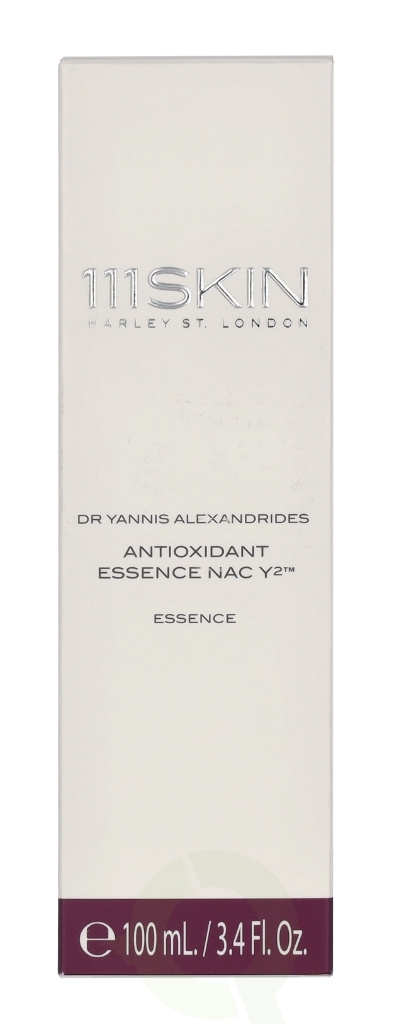 111SKIN
HARLEY ST. LONDON
DR YANNIS ALEXANDRIDES
ANTIOXIDANT
ESSENCE NAC Y2™
ESSENCE
℮ 100 mL. / 3.4 Fl. Oz.